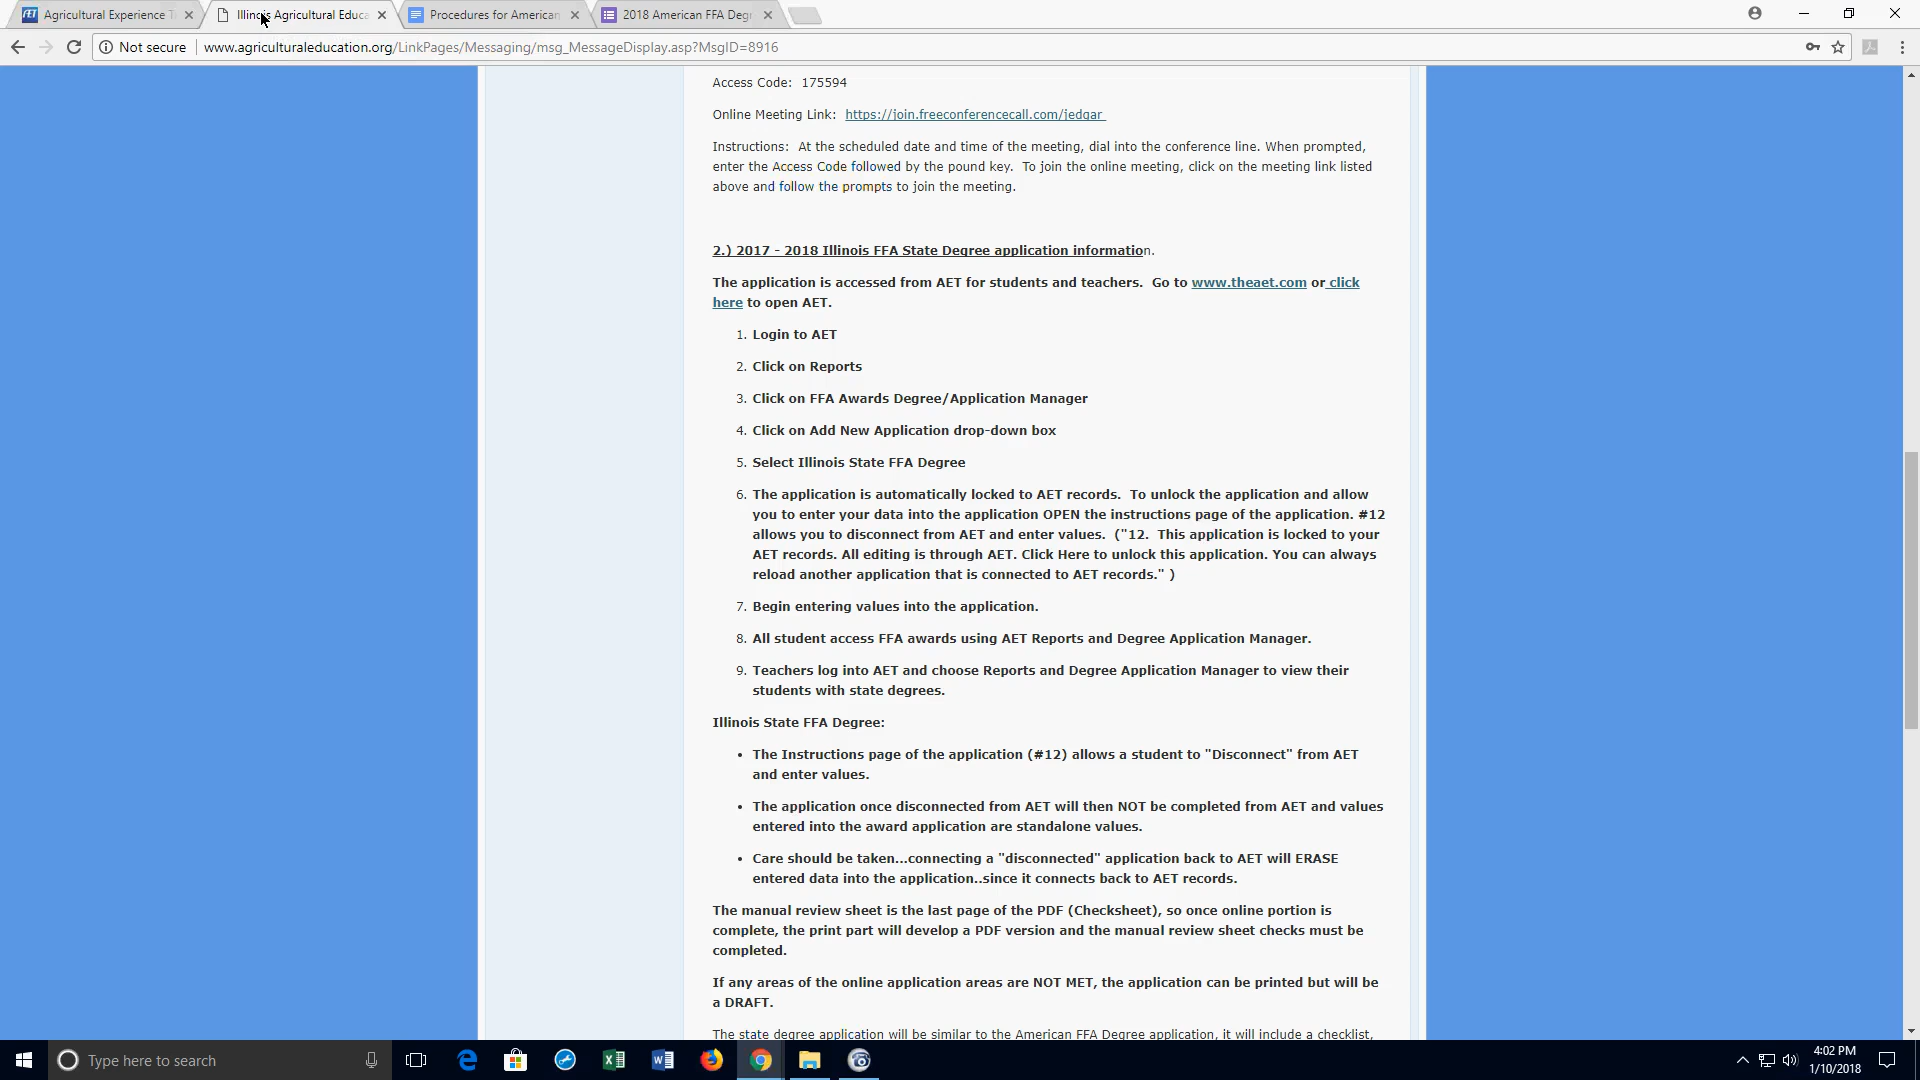 Agricultural Experience T
Illinois Agricultural Educa
Procedures for American
2018 American FFA Degr
Not secure
www.agriculturaleducation.org/LinkPages/Messaging/msg_MessageDisplay.asp?MsgID=8916
Access Code: 175594
Online Meeting Link: https://join.freeconferencecall.com/jedgar
Instructions: At the scheduled date and time of the meeting, dial into the conference line. When prompted,
enter the Access Code followed by the pound key. To join the online meeting, click on the meeting link listed
above and follow the prompts to join the meeting.
2.) 2017 - 2018 Illinois FFA State Degree application information.
The application is accessed from AET for students and teachers. Go to www.theaet.com or click
here to open AET.
1. Login to AET
2. Click on Reports
3. Click on FFA Awards Degree/Application Manager
4. Click on Add New Application drop-down box
5. Select Illinois State FFA Degree
6. The application is automatically locked to AET records. To unlock the application and allow
you to enter your data into the application OPEN the instructions page of the application. #12
allows you to disconnect from AET and enter values. ("12. This application is locked to your
AET records. All editing is through AET. Click Here to unlock this application. You can always
reload another application that is connected to AET records." )
7. Begin entering values into the application.
8. All student access FFA awards using AET Reports and Degree Application Manager.
9. Teachers log into AET and choose Reports and Degree Application Manager to view their
students with state degrees.
Illinois State FFA Degree:
• The Instructions page of the application (#12) allows a student to "Disconnect" from AET
and enter values.
• The application once disconnected from AET will then NOT be completed from AET and values
entered into the award application are standalone values.
• Care should be taken...connecting a "disconnected" application back to AET will ERASE
entered data into the application..since it connects back to AET records.
The manual review sheet is the last page of the PDF (Checksheet), so once online portion is
complete, the print part will develop a PDF version and the manual review sheet checks must be
completed.
If any areas of the online application areas are NOT MET, the application can be printed but will be
a DRAFT.
The state degree application will be similar to the American FFA Degree application, it will include a checklist,
Type here to search
4:02 PM
1/10/2018